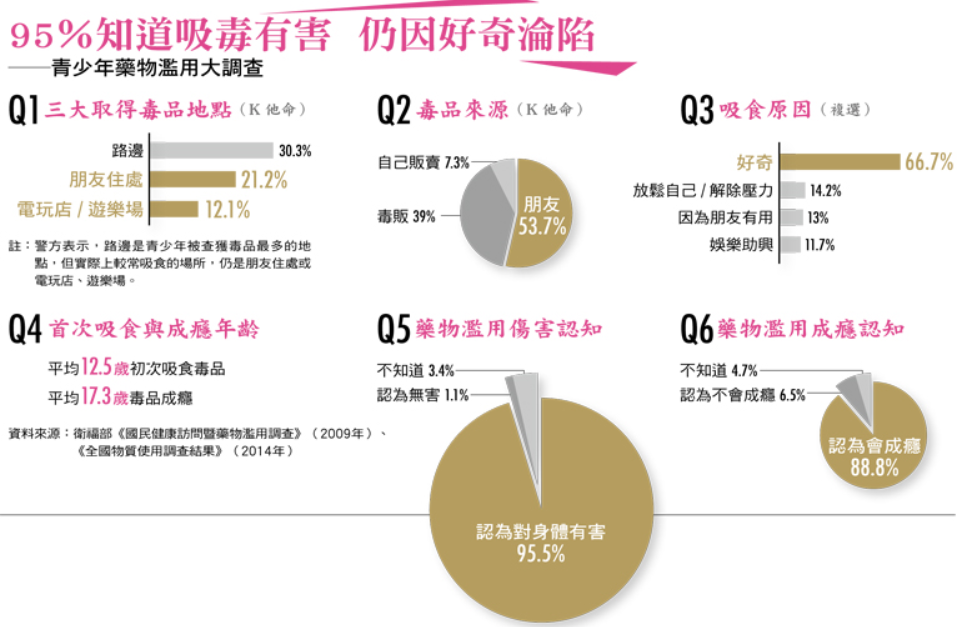 95%知道吸毒有害 仍因好奇淪陷
——青少年藥物濫用大調查
Q1 三大取得毒品地點（K他命）
路邊 30.3%
朋友住處 21.2%
電玩店/遊樂場 12.1%
註：警方表示，路邊是青少年被查獲毒品最多的地
點，但實際上較常吸食的場所，仍是朋友住處或
電玩店、遊樂場。
Q2 毒品來源（K他命）
自己販賣 7.3%
毒販 39%
朋友
53.7%
Q3 吸食原因（複選）
好奇 66.7%
放鬆自己/解除壓力 14.2%
因為朋友有用 13%
娛樂助興 11.7%
Q4 首次吸食與成癮年齡
平均12.5歲初次吸食毒品
平均17.3歲毒品成癮
資料來源：衛福部《國民健康訪問暨藥物濫用調查》（2009年）、
《全國物質使用調查結果》（2014年）
Q5 藥物濫用傷害認知
不知道 3.4%
認為無害 1.1%
認為對身體有害
95.5%
Q6 藥物濫用成癮認知
不知道 4.7%
認為不會成癮 6.5%
認為會成癮
88.8%